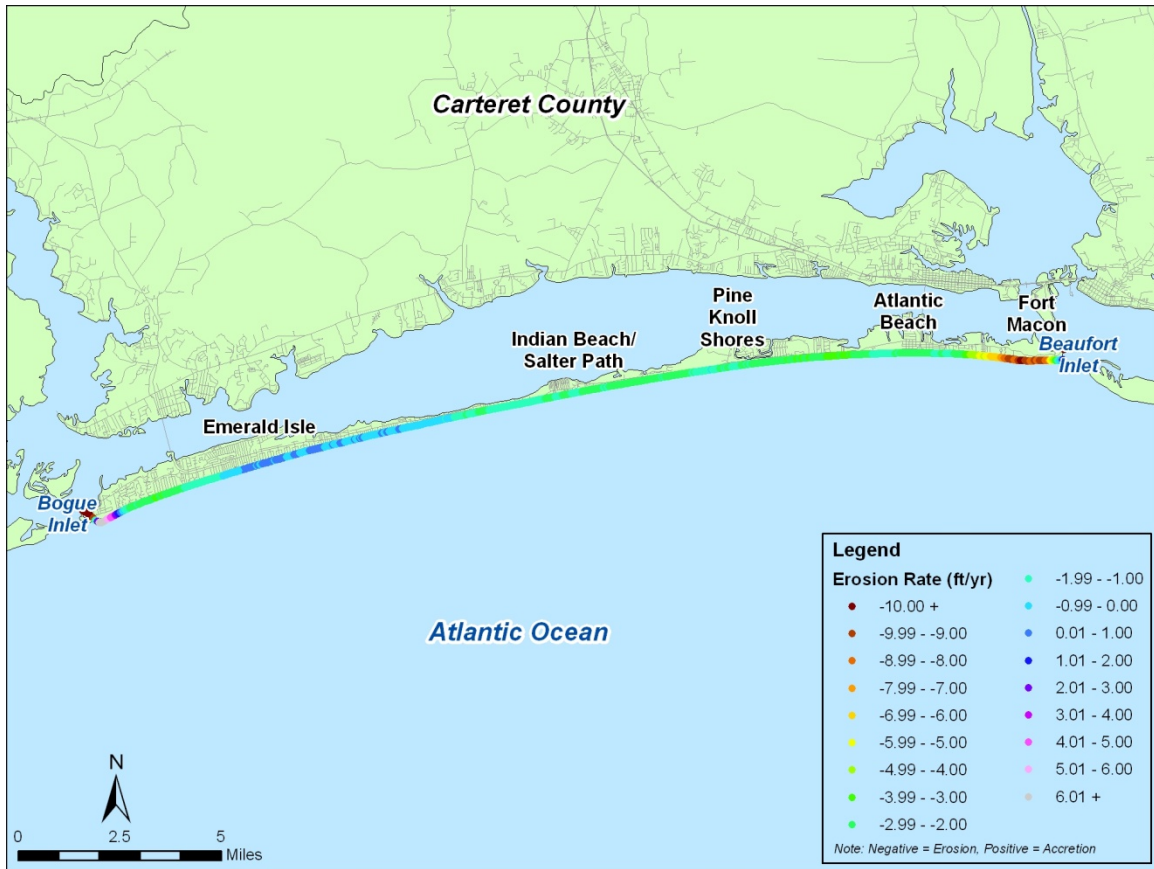 Carteret County
Pine
Knoll
Shores
Atlantic
Beach
Fort
Macon
Beaufort
Inlet
Indian Beach/
Salter Path
Emerald Isle
Bogue
Inlet
Atlantic Ocean
N
0 2.5 5
Miles
Legend
Erosion Rate (ft/yr)
-10.00 +
-9.99 - -9.00
-8.99 - -8.00
-7.99 - -7.00
-6.99 - -6.00
-5.99 - -5.00
-4.99 - -4.00
-3.99 - -3.00
-2.99 - -2.00
-1.99 - -1.00
-0.99 - 0.00
0.01 - 1.00
1.01 - 2.00
2.01 - 3.00
3.01 - 4.00
4.01 - 5.00
5.01 - 6.00
6.01 +
Note: Negative = Erosion, Positive = Accretion